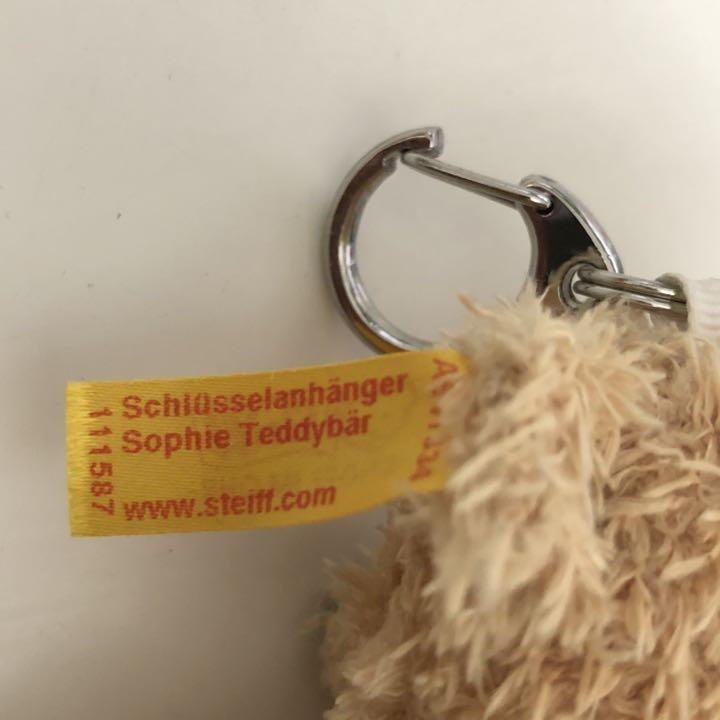 Schlüsselanhänger
Sophie Teddybär
www.steiff.com
111587